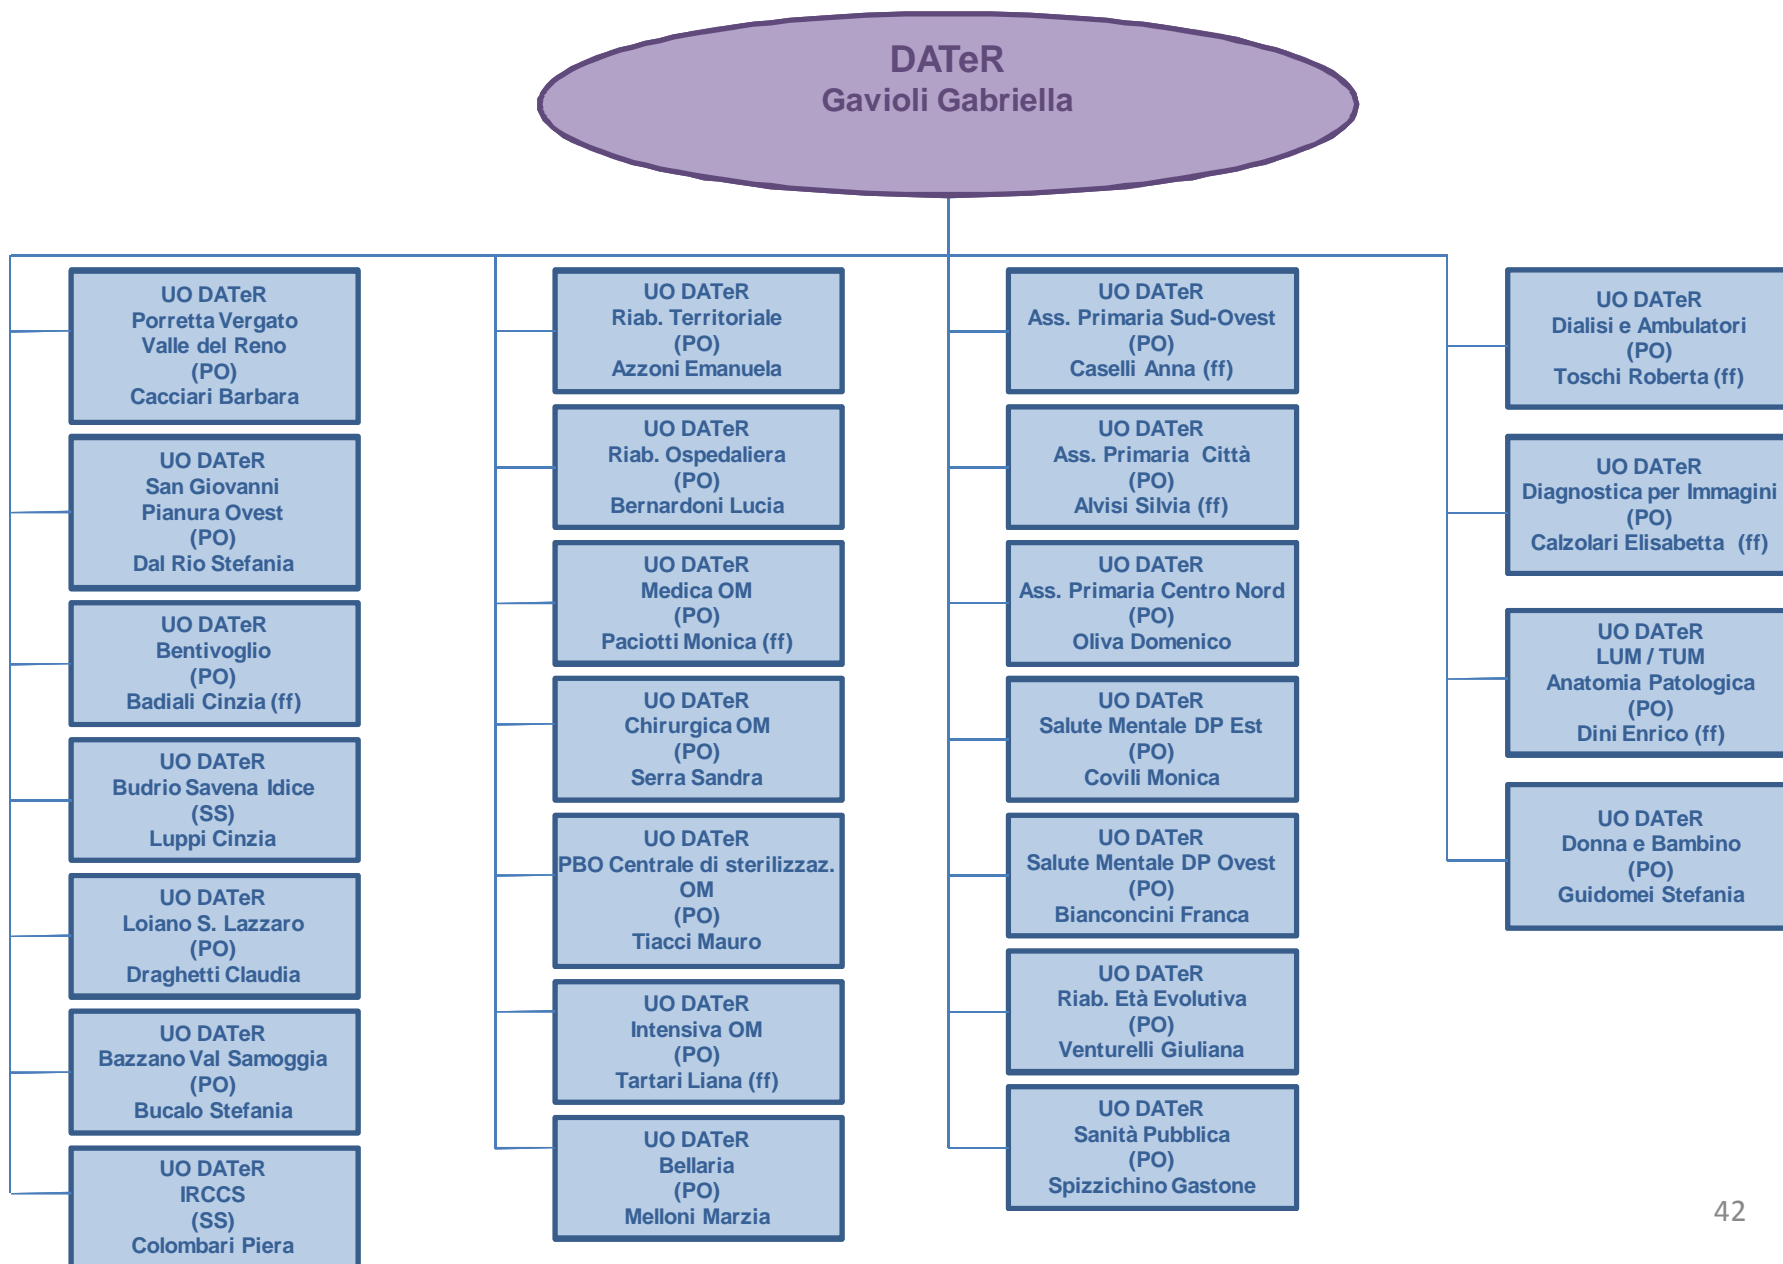 DATeR
Gavioli Gabriella
UO DATeR
Porretta Vergato
Valle del Reno
(PO)
Cacciari Barbara
UO DATeR
San Giovanni
Pianura Ovest
(PO)
Dal Rio Stefania
UO DATeR
Bentivoglio
(PO)
Badiali Cinzia (ff)
UO DATeR
Budrio Savena Idice
(SS)
Luppi Cinzia
UO DATeR
Loiano S. Lazzaro
(PO)
Draghetti Claudia
UO DATeR
Bazzano Val Samoggia
(PO)
Bucalo Stefania
UO DATeR
IRCCS
(SS)
Colombari Piera
UO DATeR
Riab. Territoriale
(PO)
Azzoni Emanuela
UO DATeR
Riab. Ospedaliera
(PO)
Bernardoni Lucia
UO DATeR
Medica OM
(PO)
Paciotti Monica (ff)
UO DATeR
Chirurgica OM
(PO)
Serra Sandra
UO DATeR
PBO Centrale di sterilizzaz.
OM
(PO)
Tiacci Mauro
UO DATeR
Intensiva OM
(PO)
Tartari Liana (ff)
UO DATeR
Bellaria
(PO)
Melloni Marzia
UO DATeR
Ass. Primaria Sud-Ovest
(PO)
Caselli Anna (ff)
UO DATeR
Ass. Primaria Città
(PO)
Alvisi Silvia (ff)
UO DATeR
Ass. Primaria Centro Nord
(PO)
Oliva Domenico
UO DATeR
Salute Mentale DP Est
(PO)
Covili Monica
UO DATeR
Salute Mentale DP Ovest
(PO)
Bianconcini Franca
UO DATeR
Riab. Età Evolutiva
(PO)
Venturelli Giuliana
UO DATeR
Sanità Pubblica
(PO)
Spizzichino Gastone
UO DATeR
Dialisi e Ambulatori
(PO)
Toschi Roberta (ff)
UO DATeR
Diagnostica per Immagini
(PO)
Calzolari Elisabetta (ff)
UO DATeR
LUM / TUM
Anatomia Patologica
(PO)
Dini Enrico (ff)
UO DATeR
Donna e Bambino
(PO)
Guidomei Stefania
42